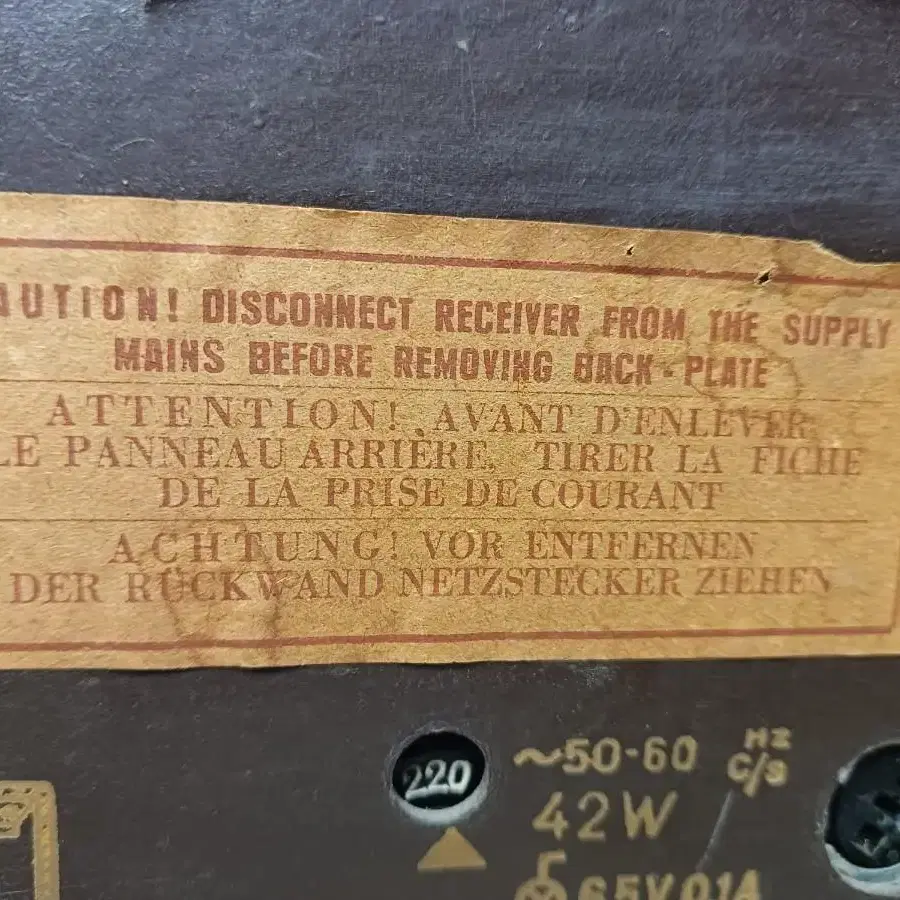 AUTION! DISCONNECT RECEIVER FROM THE SUPPLY
MAINS BEFORE REMOVING BACK-PLATE
ATTENTION! AVANT D'ENLEVER
LE PANNEAU ARRIÈRE, TIRER LA FICHE
DE LA PRISE DE COURANT
ACHTUNG! VOR ENTFERNEN
DER RÜCKWAND NETZSTECKER ZIEHEN
220
~50-60 Hz c/s
42W